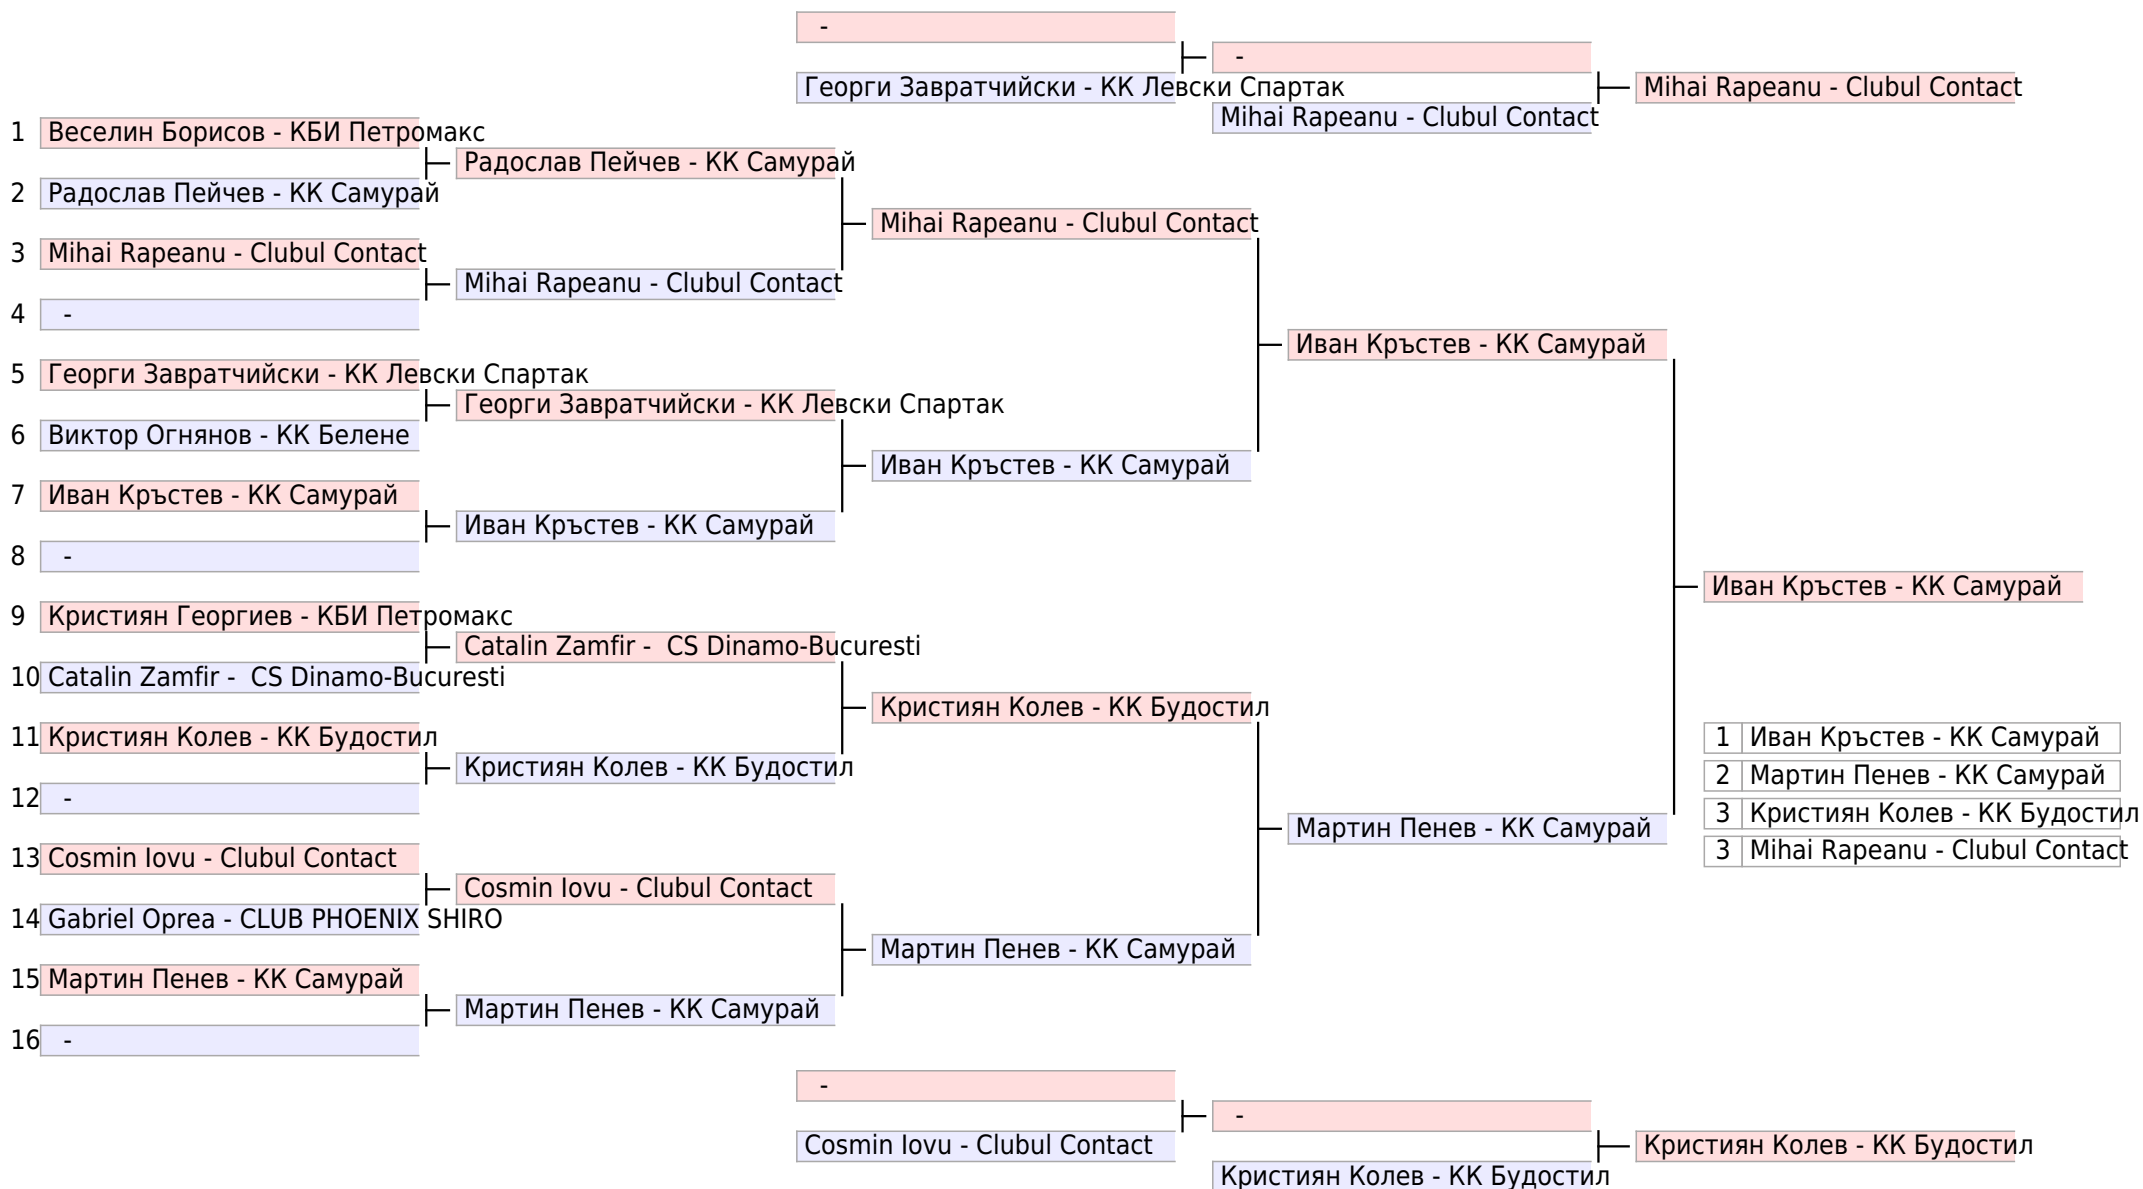 -
-
Георги Завратчийски - КК Левски Спартак
Mihai Rapeanu - Clubul Contact
Mihai Rapeanu - Clubul Contact
1 Веселин Борисов - КБИ Петромакс
Радослав Пейчев - КК Самурай
2 Радослав Пейчев - КК Самурай
Mihai Rapeanu - Clubul Contact
3 Mihai Rapeanu - Clubul Contact
Mihai Rapeanu - Clubul Contact
4 -
Иван Кръстев - КК Самурай
5 Георги Завратчийски - КК Левски Спартак
Георги Завратчийски - КК Левски Спартак
6 Виктор Огнянов - КК Белене
Иван Кръстев - КК Самурай
7 Иван Кръстев - КК Самурай
Иван Кръстев - КК Самурай
8 -
Иван Кръстев - КК Самурай
9 Кристиян Георгиев - КБИ Петромакс
Catalin Zamfir -  CS Dinamo-Bucuresti
10 Catalin Zamfir -  CS Dinamo-Bucuresti
Кристиян Колев - КК Будостил
11 Кристиян Колев - КК Будостил
1 Иван Кръстев - КК Самурай
Кристиян Колев - КК Будостил
2 Мартин Пенев - КК Самурай
12 -
3 Кристиян Колев - КК Будостил
Мартин Пенев - КК Самурай
3 Mihai Rapeanu - Clubul Contact
13 Cosmin Iovu - Clubul Contact
Cosmin Iovu - Clubul Contact
14 Gabriel Oprea - CLUB PHOENIX SHIRO
Мартин Пенев - КК Самурай
15 Мартин Пенев - КК Самурай
Мартин Пенев - КК Самурай
16 -
-
-
Cosmin Iovu - Clubul Contact
Кристиян Колев - КК Будостил
Кристиян Колев - КК Будостил